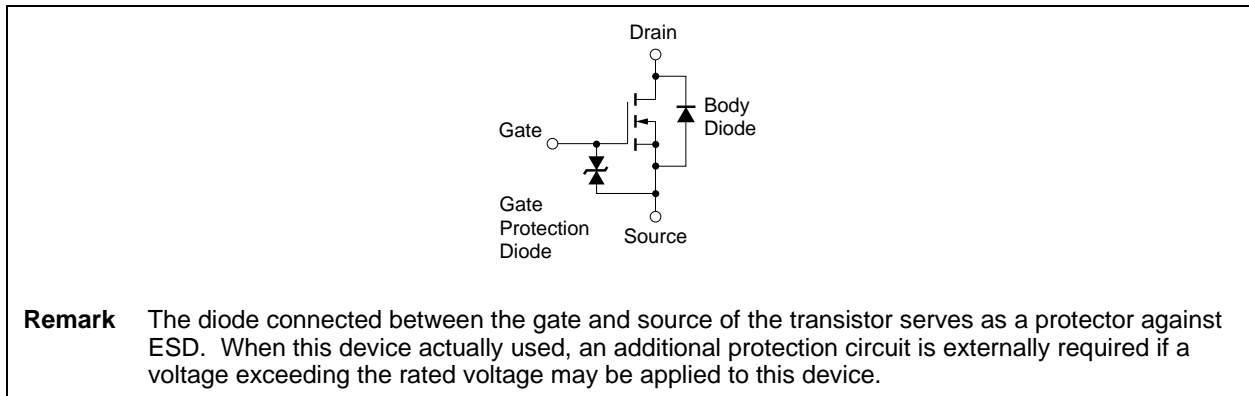 Drain
Body
Diode
Gate
Gate
Protection
Diode
Source
Remark The diode connected between the gate and source of the transistor serves as a protector against
ESD. When this device actually used, an additional protection circuit is externally required if a
voltage exceeding the rated voltage may be applied to this device.